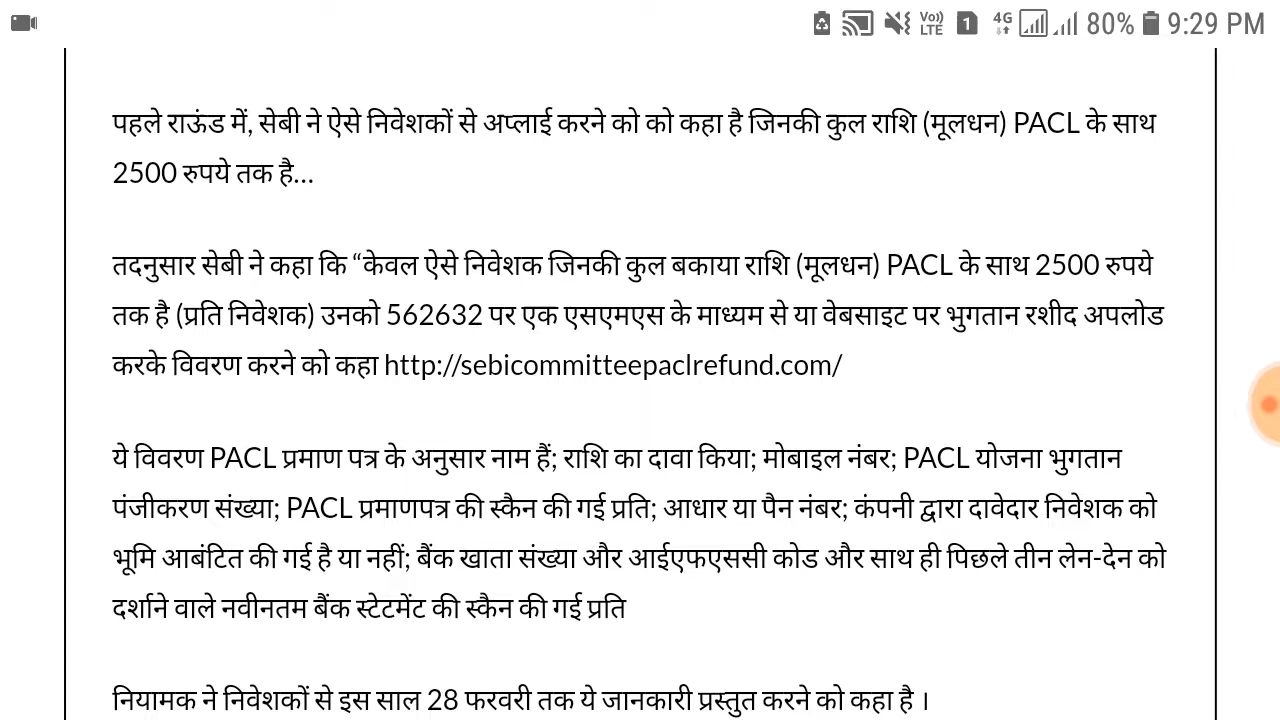 Vo)) LTE 1 4G 80% 9:29 PM
पहले राऊंड में, सेबी ने ऐसे निवेशकों से अप्लाई करने को को कहा है जिनकी कुल राशि (मूलधन) PACL के साथ
2500 रुपये तक है...
तदनुसार सेबी ने कहा कि “केवल ऐसे निवेशक जिनकी कुल बकाया राशि (मूलधन) PACL के साथ 2500 रुपये
तक है (प्रति निवेशक) उनको 562632 पर एक एसएमएस के माध्यम से या वेबसाइट पर भुगतान रशीद अपलोड
करके विवरण करने को कहा http://sebicommitteepaclrefund.com/
ये विवरण PACL प्रमाण पत्र के अनुसार नाम हैं; राशि का दावा किया; मोबाइल नंबर; PACL योजना भुगतान
पंजीकरण संख्या; PACL प्रमाणपत्र की स्कैन की गई प्रति; आधार या पैन नंबर; कंपनी द्वारा दावेदार निवेशक को
भूमि आबंटित की गई है या नहीं; बैंक खाता संख्या और आईएफएससी कोड और साथ ही पिछले तीन लेन-देन को
दर्शाने वाले नवीनतम बैंक स्टेटमेंट की स्कैन की गई प्रति
नियामक ने निवेशकों से इस साल 28 फरवरी तक ये जानकारी प्रस्तुत करने को कहा है ।